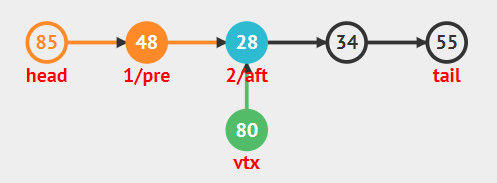 85 48 28 34 55
head 1/pre 2/aft tail
80
vtx